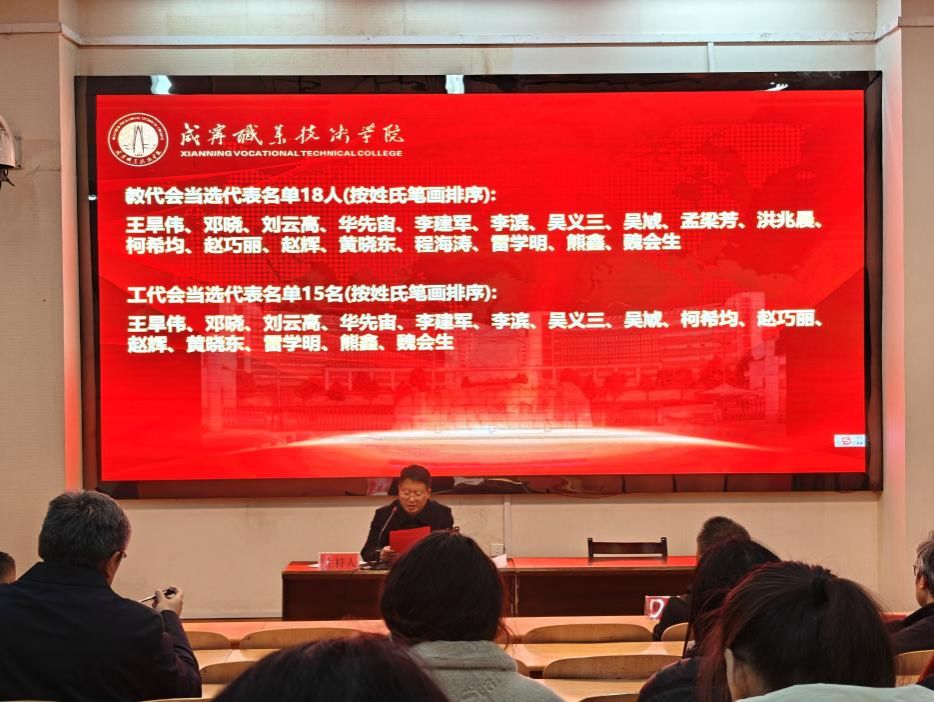 咸宁职业技术学院
XIANNING VOCATIONAL TECHNICAL COLLEGE
教代会当选代表名单18人(按姓氏笔画排序):
王旱伟、邓晓、刘云高、华先宙、李建军、李滨、吴义三、吴斌、孟梁芳、洪兆晨、
柯希均、赵巧丽、赵辉、黄晓东、程海涛、雷学明、熊鑫、魏会生
工代会当选代表名单15名(按姓氏笔画排序):
王旱伟、邓晓、刘云高、华先宙、李建军、李滨、吴义三、吴斌、柯希均、赵巧丽、
赵辉、黄晓东、雷学明、熊鑫、魏会生
主持人